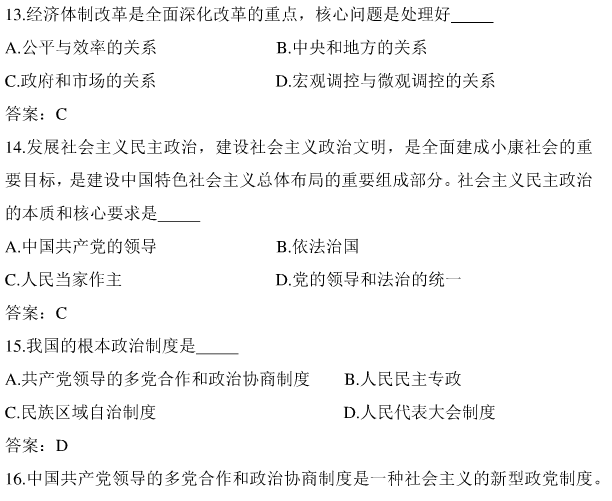 13.经济体制改革是全面深化改革的重点，核心问题是处理好_____
A.公平与效率的关系 B.中央和地方的关系
C.政府和市场的关系 D.宏观调控与微观调控的关系
答案：C
14.发展社会主义民主政治，建设社会主义政治文明，是全面建成小康社会的重
要目标，是建设中国特色社会主义总体布局的重要组成部分。社会主义民主政治
的本质和核心要求是_____
A.中国共产党的领导 B.依法治国
C.人民当家作主 D.党的领导和法治的统一
答案：C
15.我国的根本政治制度是_____
A.共产党领导的多党合作和政治协商制度 B.人民民主专政
C.民族区域自治制度 D.人民代表大会制度
答案：D
16.中国共产党领导的多党合作和政治协商制度是一种社会主义的新型政党制度。